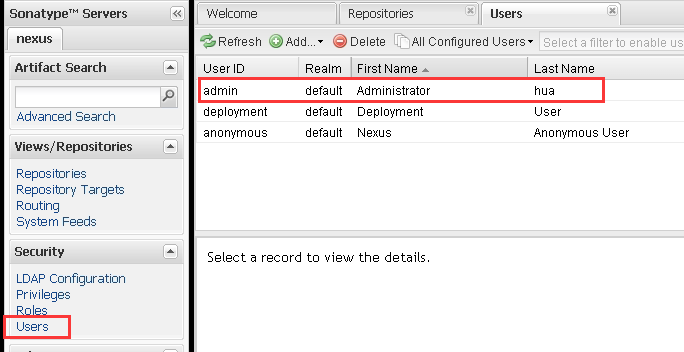 Sonatype™ Servers
nexus
Artifact Search
Advanced Search
Views/Repositories
Repositories
Repository Targets
Routing
System Feeds
Security
LDAP Configuration
Privileges
Roles
Users
Welcome
Repositories
Users
Refresh Add... Delete All Configured Users Select a filter to enable us
User ID Realm First Name Last Name
admin default Administrator hua
deployment default Deployment User
anonymous default Nexus Anonymous User
Select a record to view the details.